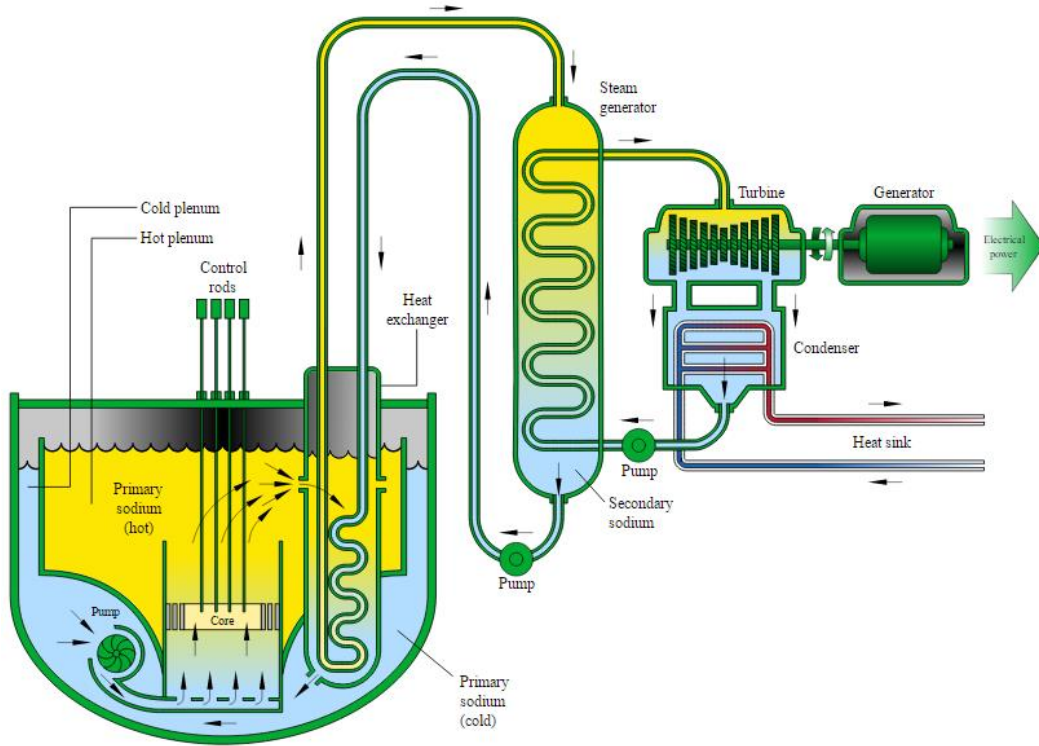 Steam
generator
Turbine
Generator
Cold plenum
Hot plenum
Electrical
power
Control
rods
Heat
exchanger
Condenser
Heat sink
Pump
Primary
sodium
(hot)
Secondary
sodium
Pump
Pump
Core
Primary
sodium
(cold)